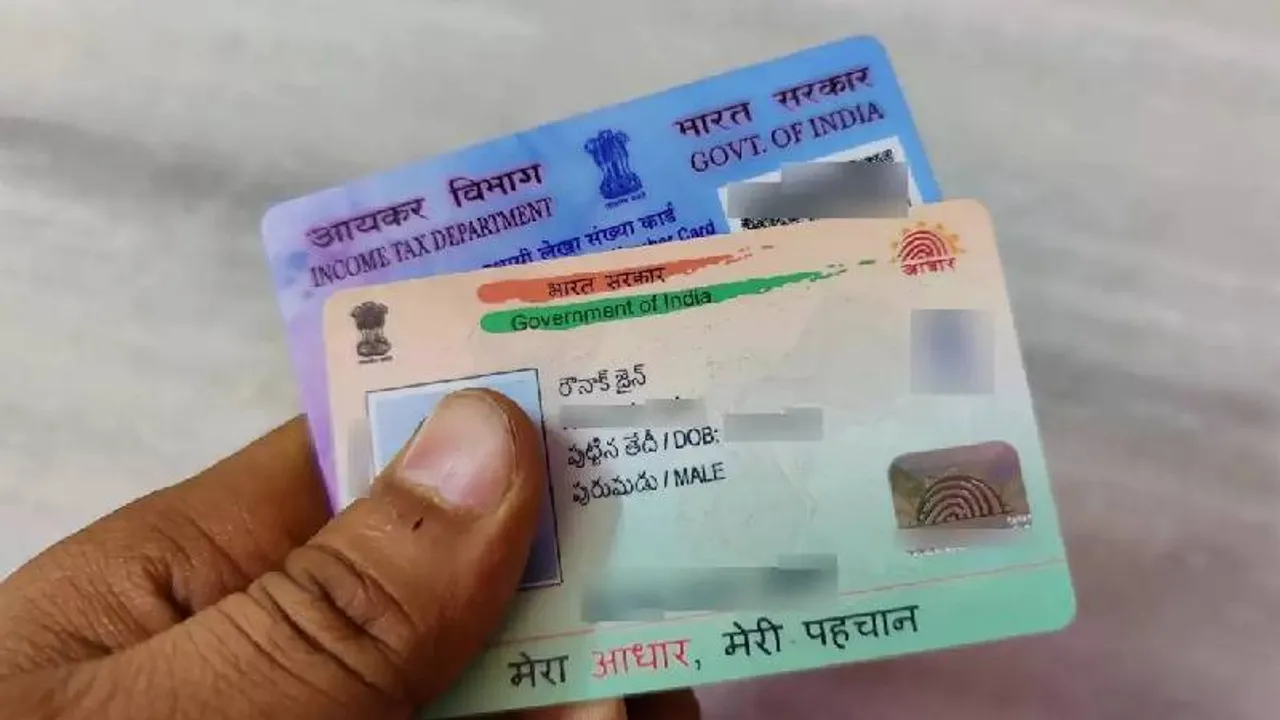 आयकर विभाग
INCOME TAX DEPARTMENT
भारत सरकार
GOVT. OF INDIA
लेखा संख्या कार्ड
Card
भारत सरकार
Government of India
आधार
రౌనాక్ జైన్
పుట్టిన తేదీ / DOB:
పురుషుడు / MALE
मेरा आधार, मेरी पहचान